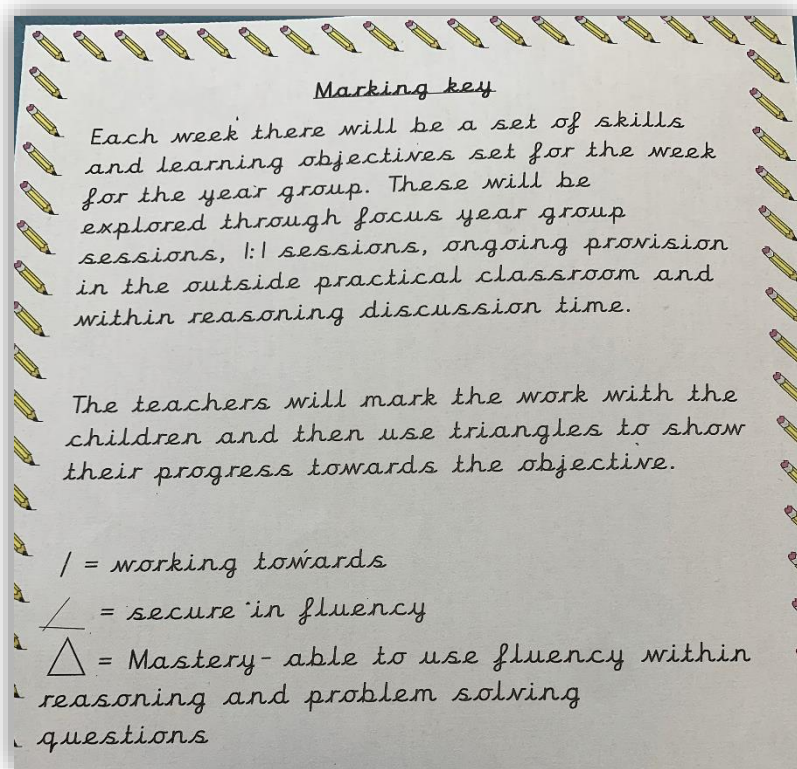 Marking key
Each week there will be a set of skills
and learning objectives set for the week
for the year group. These will be
explored through focus year group
sessions, 1:1 sessions, ongoing provision
in the outside practical classroom and
within reasoning discussion time.
The teachers will mark the work with the
children and then use triangles to show
their progress towards the objective.
/ = working towards
∠ = secure in fluency
△ = Mastery- able to use fluency within
reasoning and problem solving
questions